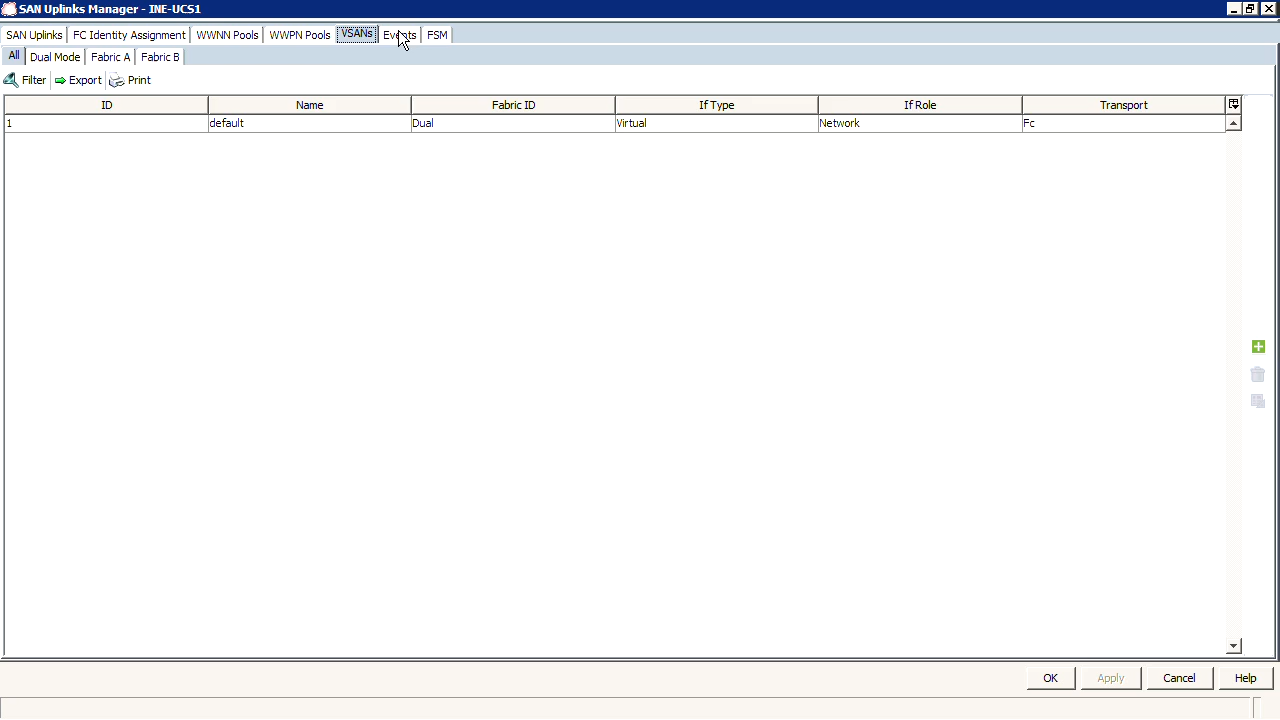 SAN Uplinks Manager - INE-UCS1
SAN Uplinks FC Identity Assignment WWNN Pools WWPN Pools VSANs Events FSM
All Dual Mode Fabric A Fabric B
Filter Export Print
ID Name Fabric ID If Type If Role Transport
1 default Dual Virtual Network Fc
OK Apply Cancel Help